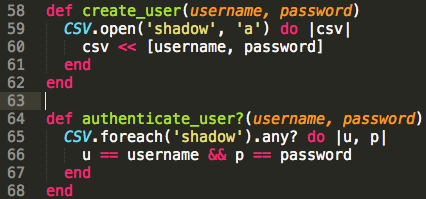 58 def create_user(username, password)
59   CSV.open('shadow', 'a') do |csv|
60     csv << [username, password]
61   end
62 end
63
64 def authenticate_user?(username, password)
65   CSV.foreach('shadow').any? do |u, p|
66     u == username && p == password
67   end
68 end